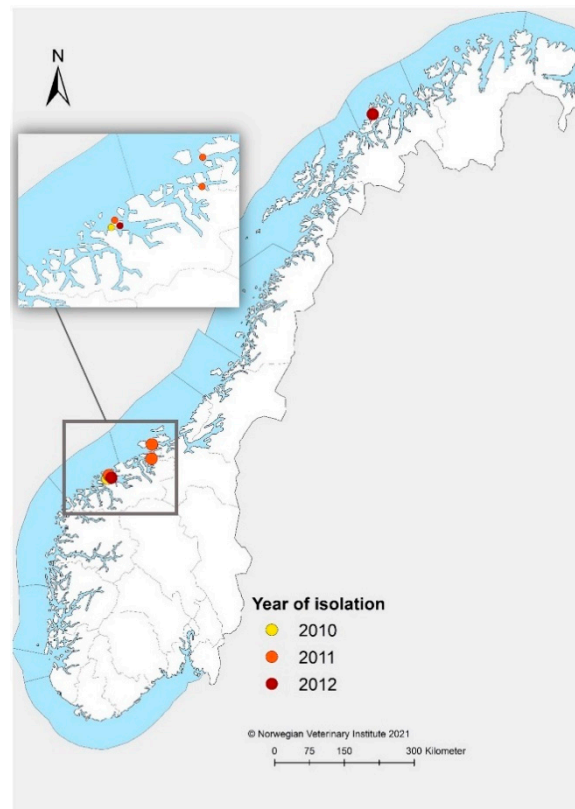 N
Year of isolation
2010
2011
2012
© Norwegian Veterinary Institute 2021
0 75 150 300 Kilometer